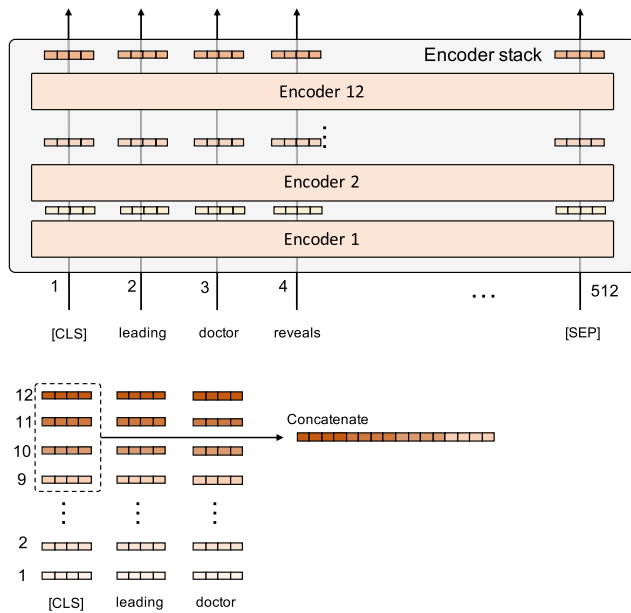 Encoder stack
Encoder 12
Encoder 2
Encoder 1
1 2 3 4 ... 512
[CLS] leading doctor reveals [SEP]
12
11
10
9
2
1
Concatenate
[CLS] leading doctor